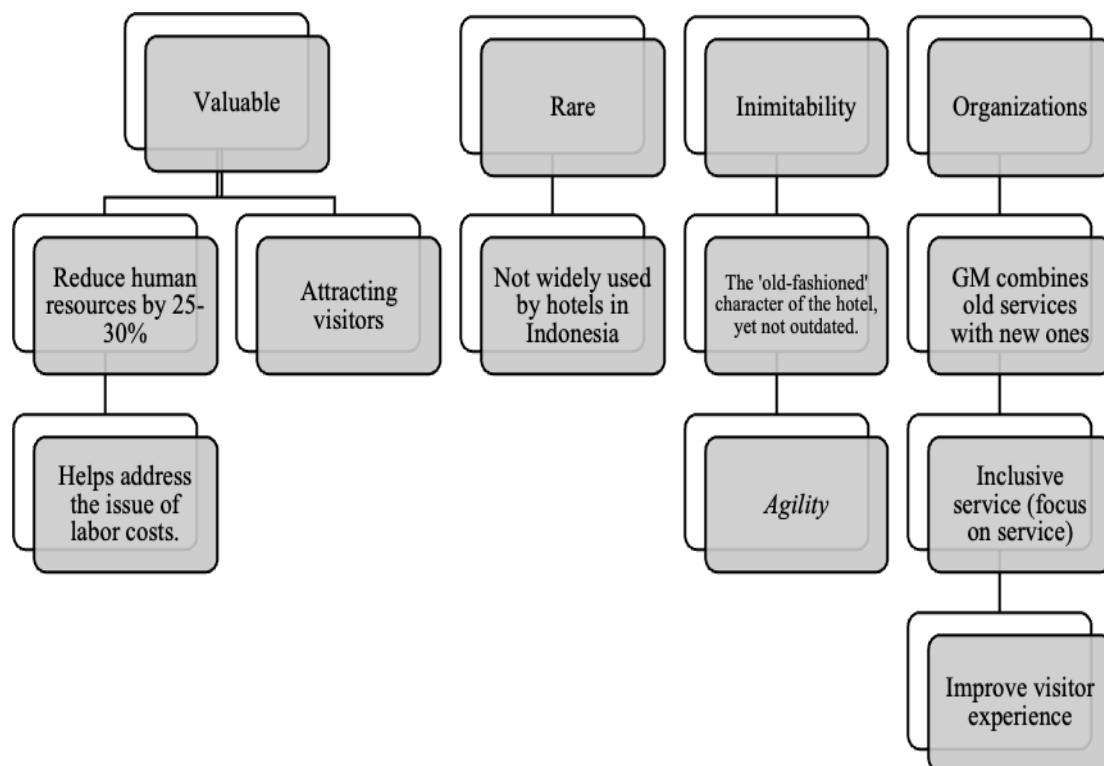 Valuable
Rare
Inimitability
Organizations
Reduce human
resources by 25-
30%
Attracting
visitors
Not widely used
by hotels in
Indonesia
The 'old-fashioned'
character of the hotel,
yet not outdated.
GM combines
old services
with new ones
Helps address
the issue of
labor costs.
Agility
Inclusive
service (focus
on service)
Improve visitor
experience